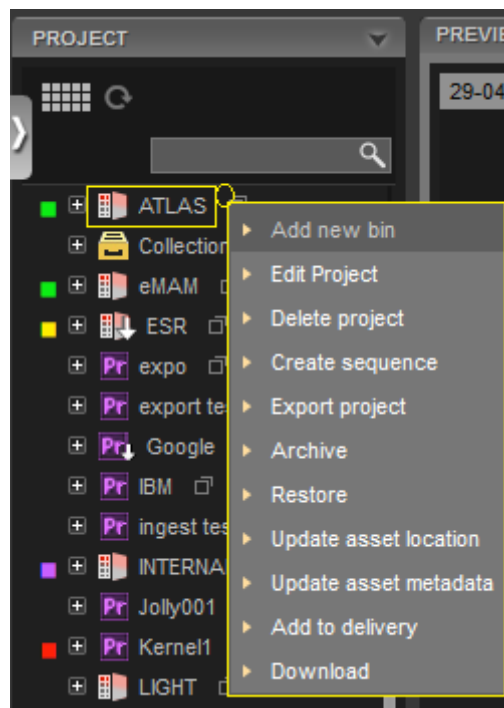 PROJECT
PREVIE
29-04
ATLAS
Add new bin
Collection
Edit Project
eMAM
Delete project
ESR
Create sequence
Pr expo
Export project
Pr export te
Archive
Pr Google
Restore
Pr IBM
Update asset location
Pr ingest tes
Update asset metadata
INTERNA
Add to delivery
Pr Jolly001
Download
Pr Kernel1
LIGHT